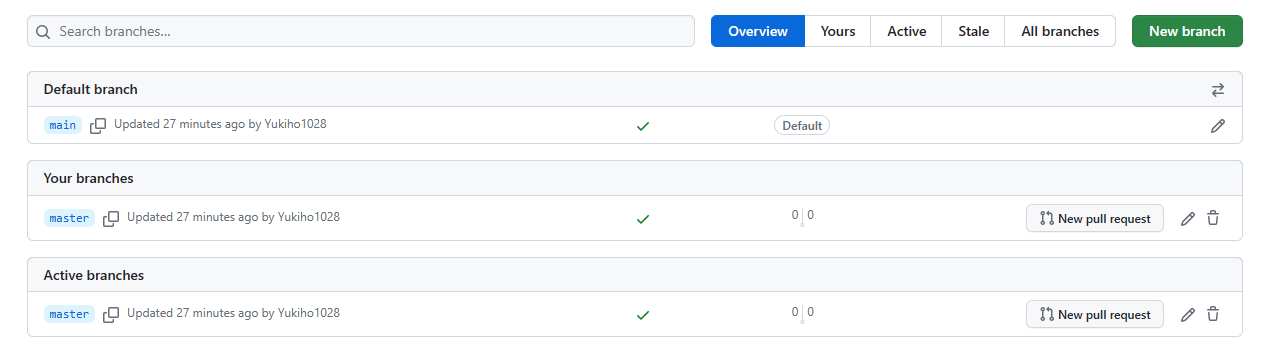 Search branches...
Overview Yours Active Stale All branches New branch
Default branch
main Updated 27 minutes ago by Yukiho1028 Default
Your branches
master Updated 27 minutes ago by Yukiho1028 0 0 New pull request
Active branches
master Updated 27 minutes ago by Yukiho1028 0 0 New pull request